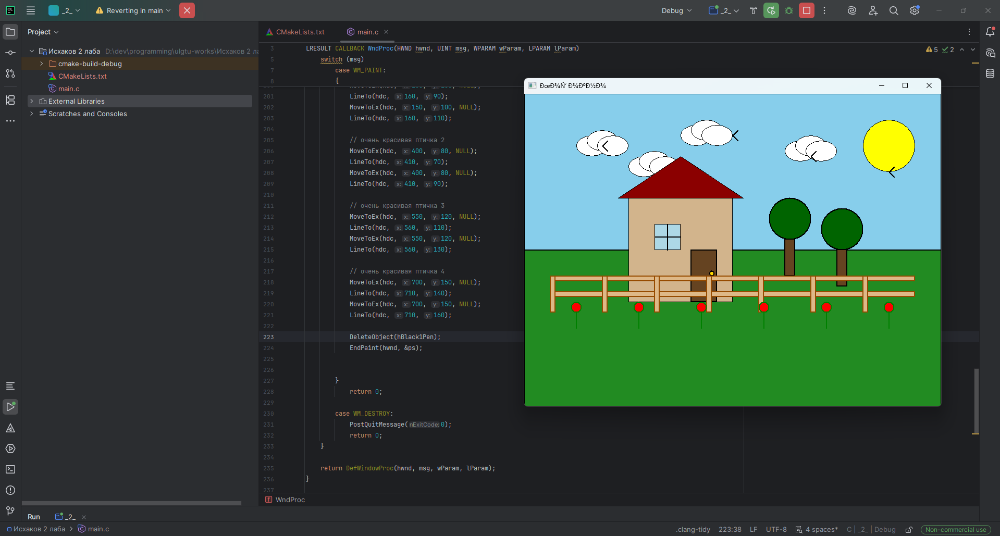 CL
_2_
Reverting in main
Debug
_2_
Project
CMakeLists.txt
main.c
Исхаков 2 лаба D:\dev\programming\ulgtu-works\Исхаков 2 ла
cmake-build-debug
CMakeLists.txt
main.c
External Libraries
Scratches and Consoles
5 2
3 LRESULT CALLBACK WndProc(HWND hwnd, UINT msg, WPARAM wParam, LPARAM lParam)
5 switch (msg)
7 case WM_PAINT:
8 {
201 LineTo(hdc, x: 160, y: 90);
202 MoveToEx(hdc, x: 150, y: 100, NULL);
203 LineTo(hdc, x: 160, y: 110);
204
205 // очень красивая птичка 2
206 MoveToEx(hdc, x: 400, y: 80, NULL);
207 LineTo(hdc, x: 410, y: 70);
208 MoveToEx(hdc, x: 400, y: 80, NULL);
209 LineTo(hdc, x: 410, y: 90);
210
211 // очень красивая птичка 3
212 MoveToEx(hdc, x: 550, y: 120, NULL);
213 LineTo(hdc, x: 560, y: 110);
214 MoveToEx(hdc, x: 550, y: 120, NULL);
215 LineTo(hdc, x: 560, y: 130);
216
217 // очень красивая птичка 4
218 MoveToEx(hdc, x: 700, y: 150, NULL);
219 LineTo(hdc, x: 710, y: 140);
220 MoveToEx(hdc, x: 700, y: 150, NULL);
221 LineTo(hdc, x: 710, y: 160);
222
223 DeleteObject(hBlack1Pen);
224 EndPaint(hwnd, &ps);
225
226
227 }
228 return 0;
229
230 case WM_DESTROY:
231 PostQuitMessage( nExitCode: 0);
232 return 0;
233 }
234
235 return DefWindowProc(hwnd, msg, wParam, lParam);
236 }
237
ÐœÐ¾Ñ‘ Ð¾ÐºÐ½Ð¾
f WndProc
Run _2_
Исхаков 2 лаба > main.c
.clang-tidy 223:38 LF UTF-8 4 spaces* C | _2_ | Debug Non-commercial use